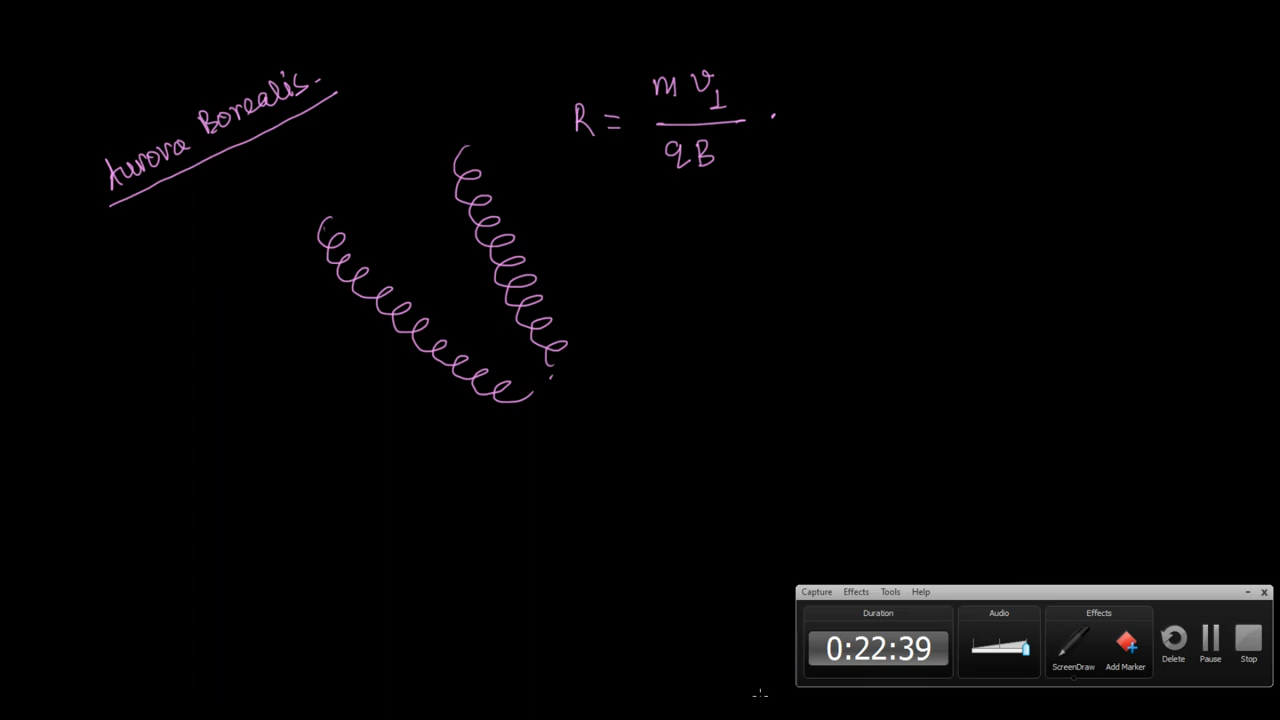 Aurora Borealis.
R = m v⊥ / qB .
Capture Effects Tools Help
Duration Audio Effects
0:22:39
ScreenDraw Add Marker Delete Pause Stop